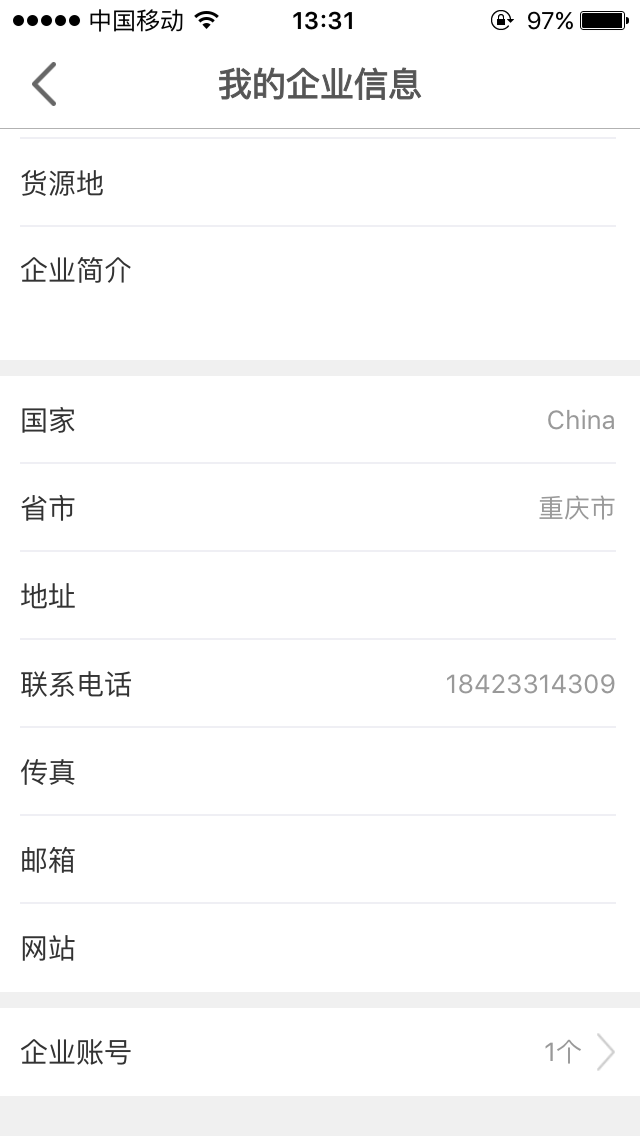 中国移动 13:31 97%
我的企业信息
货源地
企业简介
国家 China
省市 重庆市
地址
联系电话 18423314309
传真
邮箱
网站
企业账号 1个